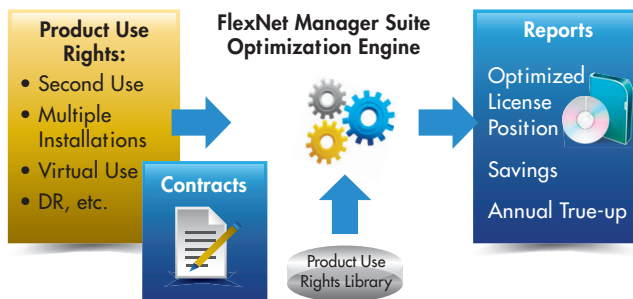 Product Use
Rights:
• Second Use
• Multiple
Installations
• Virtual Use
• DR, etc.
Contracts
FlexNet Manager Suite
Optimization Engine
Product Use
Rights Library
Reports
Optimized
License
Position
Savings
Annual True-up